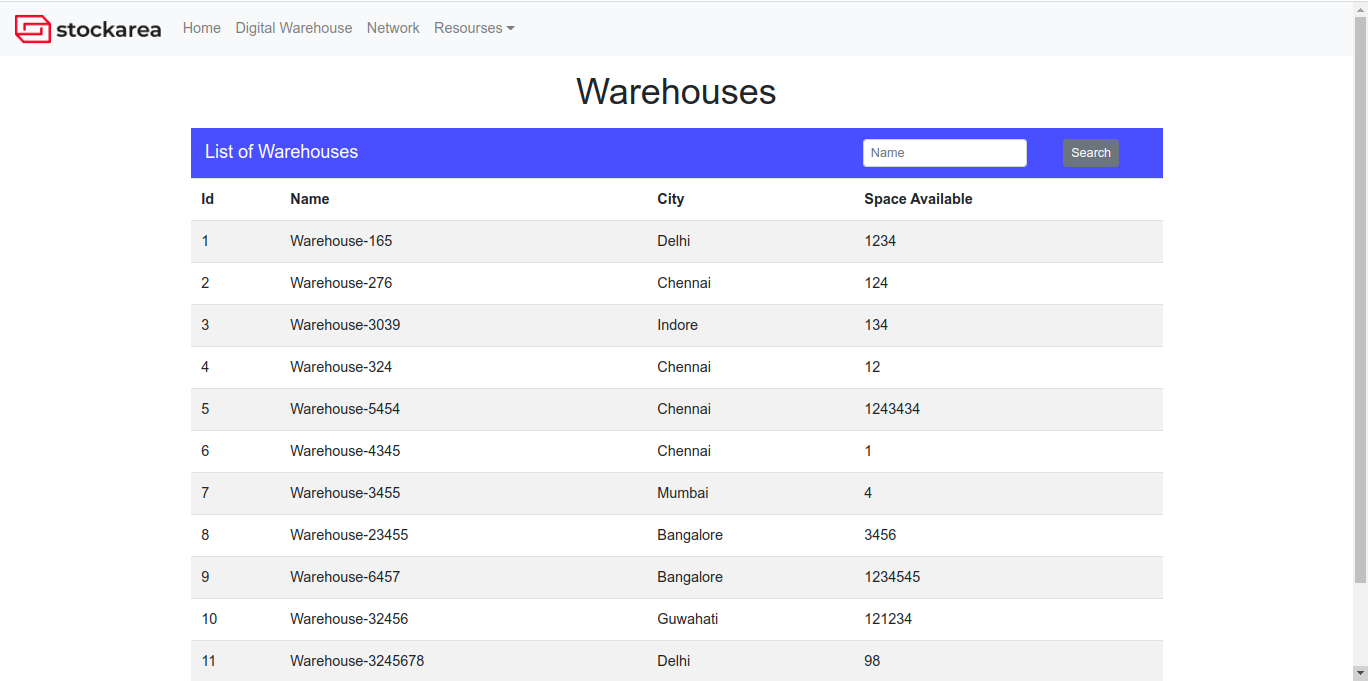 stockarea Home Digital Warehouse Network Resourses
Warehouses
List of Warehouses Name Search
Id Name City Space Available
1 Warehouse-165 Delhi 1234
2 Warehouse-276 Chennai 124
3 Warehouse-3039 Indore 134
4 Warehouse-324 Chennai 12
5 Warehouse-5454 Chennai 1243434
6 Warehouse-4345 Chennai 1
7 Warehouse-3455 Mumbai 4
8 Warehouse-23455 Bangalore 3456
9 Warehouse-6457 Bangalore 1234545
10 Warehouse-32456 Guwahati 121234
11 Warehouse-3245678 Delhi 98